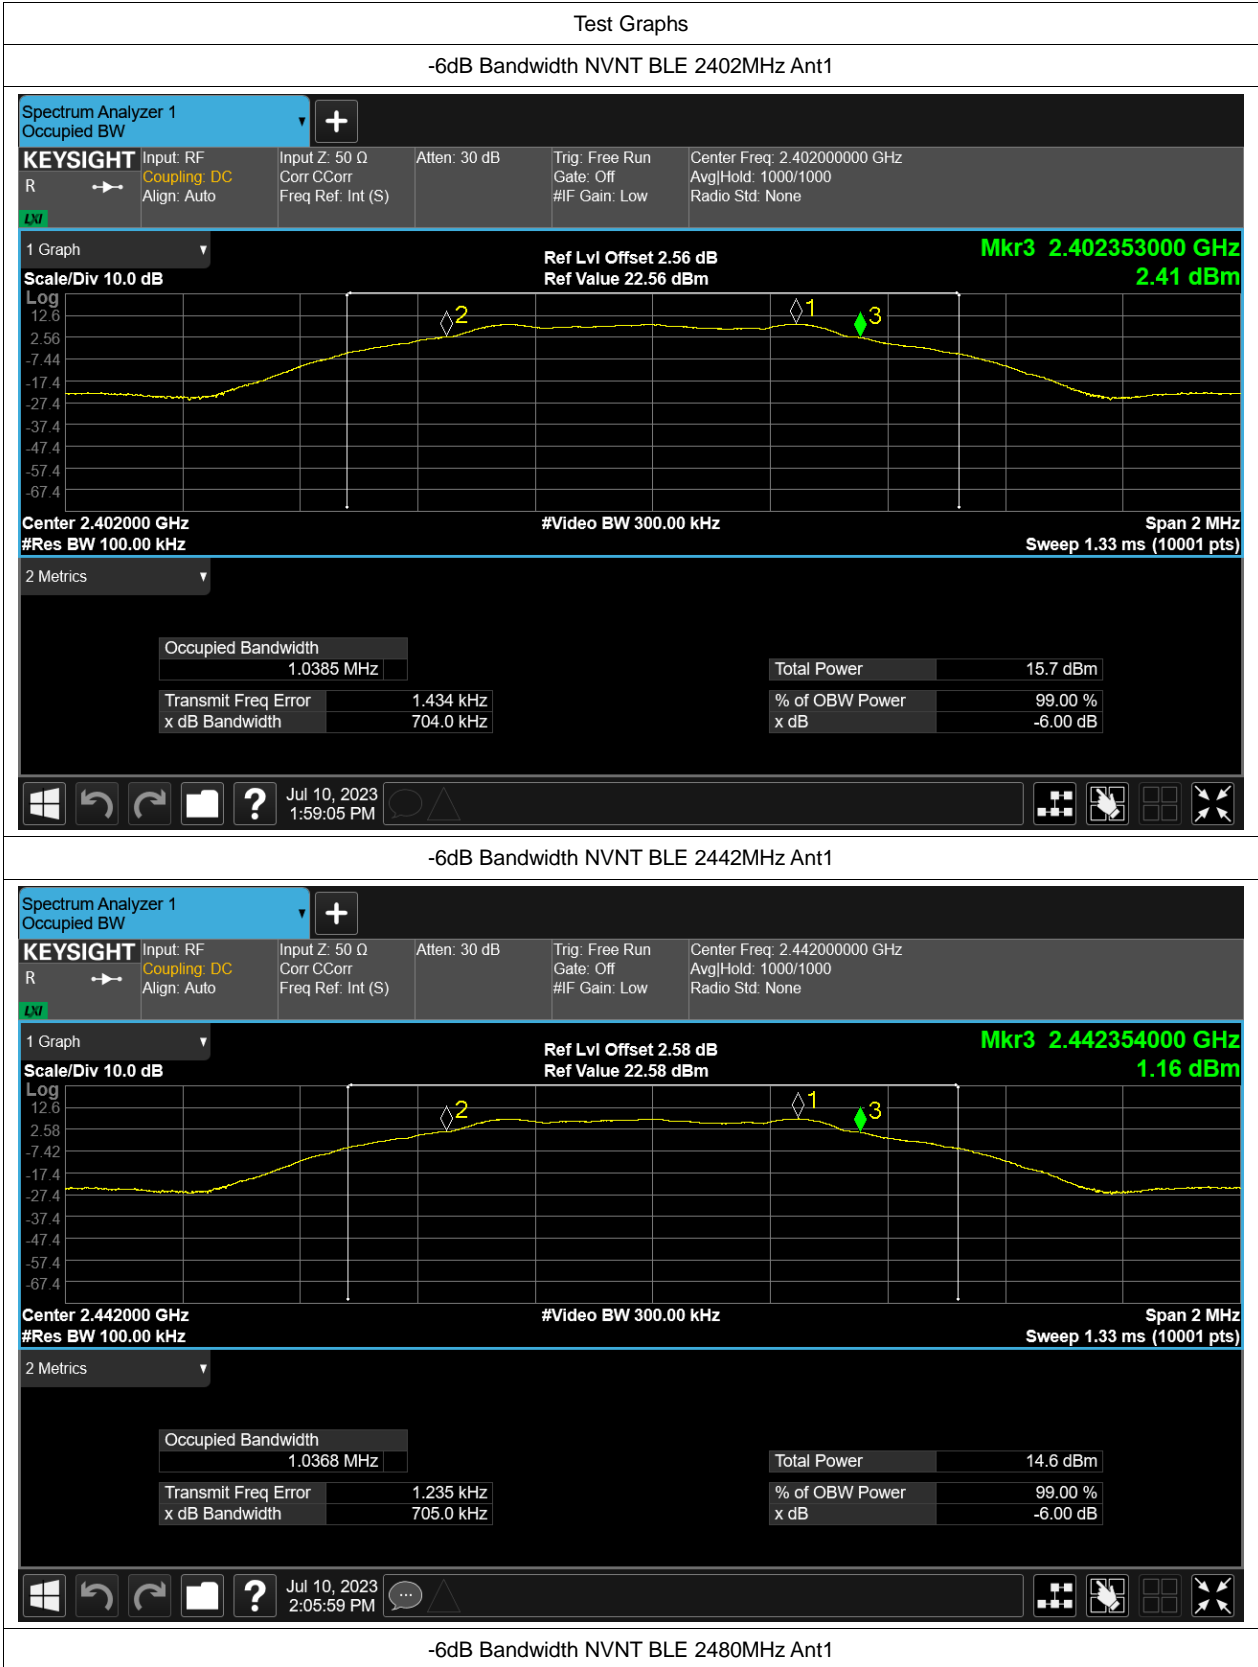 Test Graphs
-6dB Bandwidth NVNT BLE 2402MHz Ant1
Spectrum Analyzer 1
Occupied BW
KEYSIGHT Input: RF Input Z: 50 Ω Atten: 30 dB Trig: Free Run Center Freq: 2.402000000 GHz
R Coupling: DC Corr CCorr Gate: Off Avg|Hold: 1000/1000
Align: Auto Freq Ref: Int (S) #IF Gain: Low Radio Std: None
LXI
1 Graph
Ref Lvl Offset 2.56 dB Mkr3 2.402353000 GHz
Scale/Div 10.0 dB Ref Value 22.56 dBm 2.41 dBm
Log
12.6
2.56
-7.44
-17.4
-27.4
-37.4
-47.4
-57.4
-67.4
2 1 3
Center 2.402000 GHz #Video BW 300.00 kHz Span 2 MHz
#Res BW 100.00 kHz Sweep 1.33 ms (10001 pts)
2 Metrics
Occupied Bandwidth
1.0385 MHz Total Power 15.7 dBm
Transmit Freq Error 1.434 kHz % of OBW Power 99.00 %
x dB Bandwidth 704.0 kHz x dB -6.00 dB
? Jul 10, 2023
1:59:05 PM
-6dB Bandwidth NVNT BLE 2442MHz Ant1
Spectrum Analyzer 1
Occupied BW
KEYSIGHT Input: RF Input Z: 50 Ω Atten: 30 dB Trig: Free Run Center Freq: 2.442000000 GHz
R Coupling: DC Corr CCorr Gate: Off Avg|Hold: 1000/1000
Align: Auto Freq Ref: Int (S) #IF Gain: Low Radio Std: None
LXI
1 Graph
Ref Lvl Offset 2.58 dB Mkr3 2.442354000 GHz
Scale/Div 10.0 dB Ref Value 22.58 dBm 1.16 dBm
Log
12.6
2.58
-7.42
-17.4
-27.4
-37.4
-47.4
-57.4
-67.4
2 1 3
Center 2.442000 GHz #Video BW 300.00 kHz Span 2 MHz
#Res BW 100.00 kHz Sweep 1.33 ms (10001 pts)
2 Metrics
Occupied Bandwidth
1.0368 MHz Total Power 14.6 dBm
Transmit Freq Error 1.235 kHz % of OBW Power 99.00 %
x dB Bandwidth 705.0 kHz x dB -6.00 dB
? Jul 10, 2023
2:05:59 PM
-6dB Bandwidth NVNT BLE 2480MHz Ant1